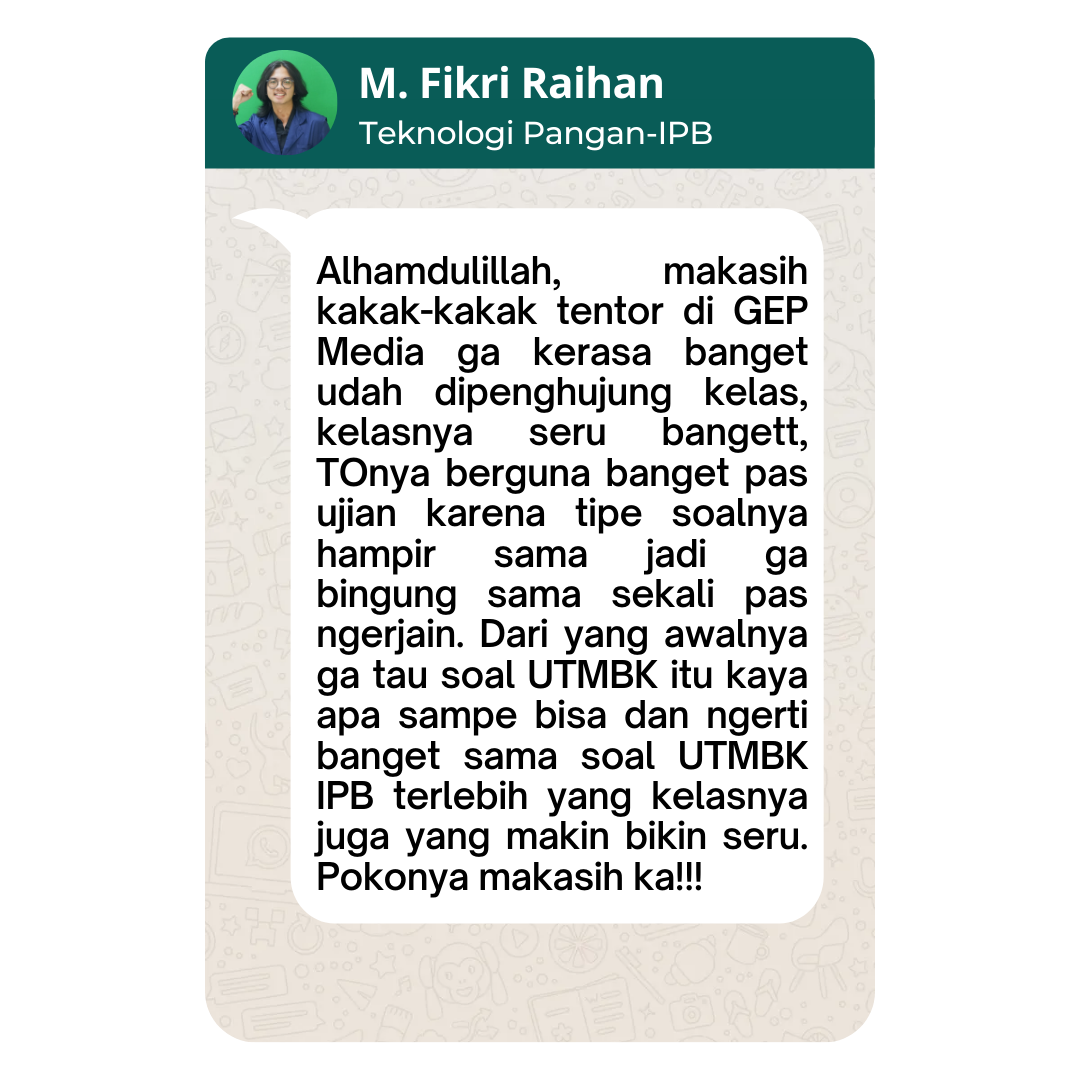 M. Fikri Raihan
Teknologi Pangan-IPB
Alhamdulillah, makasih
kakak-kakak tentor di GEP
Media ga kerasa banget
udah dipenghujung kelas,
kelasnya seru bangett,
TOnya berguna banget pas
ujian karena tipe soalnya
hampir sama jadi ga
bingung sama sekali pas
ngerjain. Dari yang awalnya
ga tau soal UTMBK itu kaya
apa sampe bisa dan ngerti
banget sama soal UTMBK
IPB terlebih yang kelasnya
juga yang makin bikin seru.
Pokonya makasih ka!!!